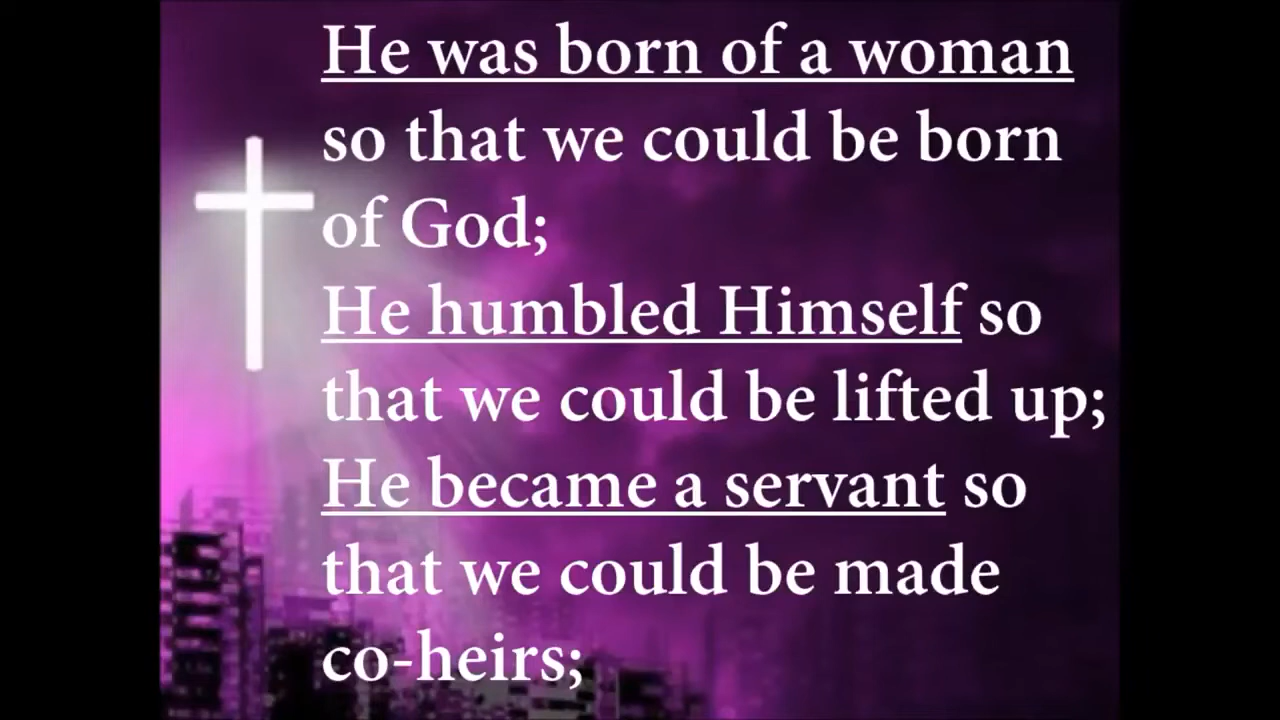 He was born of a woman
so that we could be born
of God;
He humbled Himself so
that we could be lifted up;
He became a servant so
that we could be made
co-heirs;